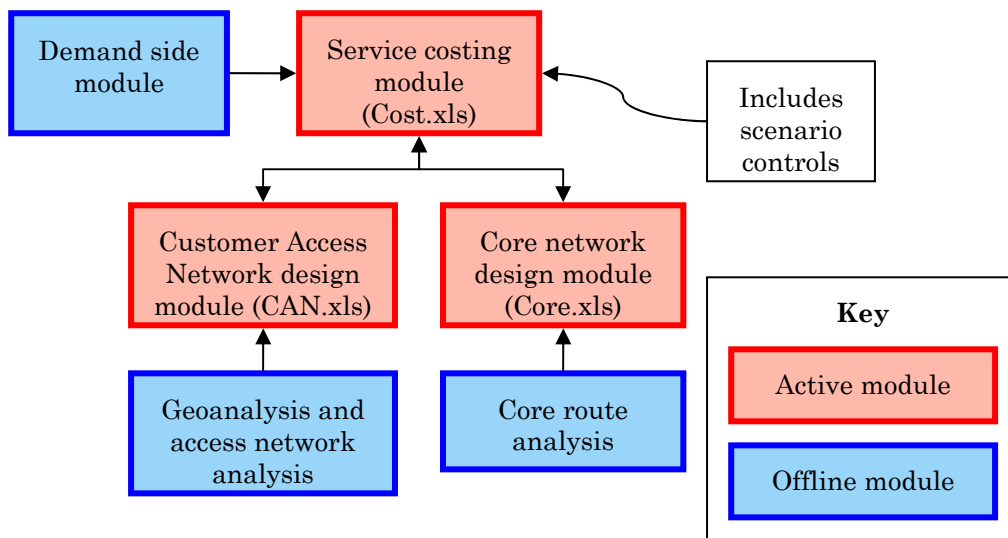 Demand side
module
Service costing
module
(Cost.xls)
Includes
scenario
controls
Customer Access
Network design
module (CAN.xls)
Core network
design module
(Core.xls)
Geoanalysis and
access network
analysis
Core route
analysis
Key
Active module
Offline module